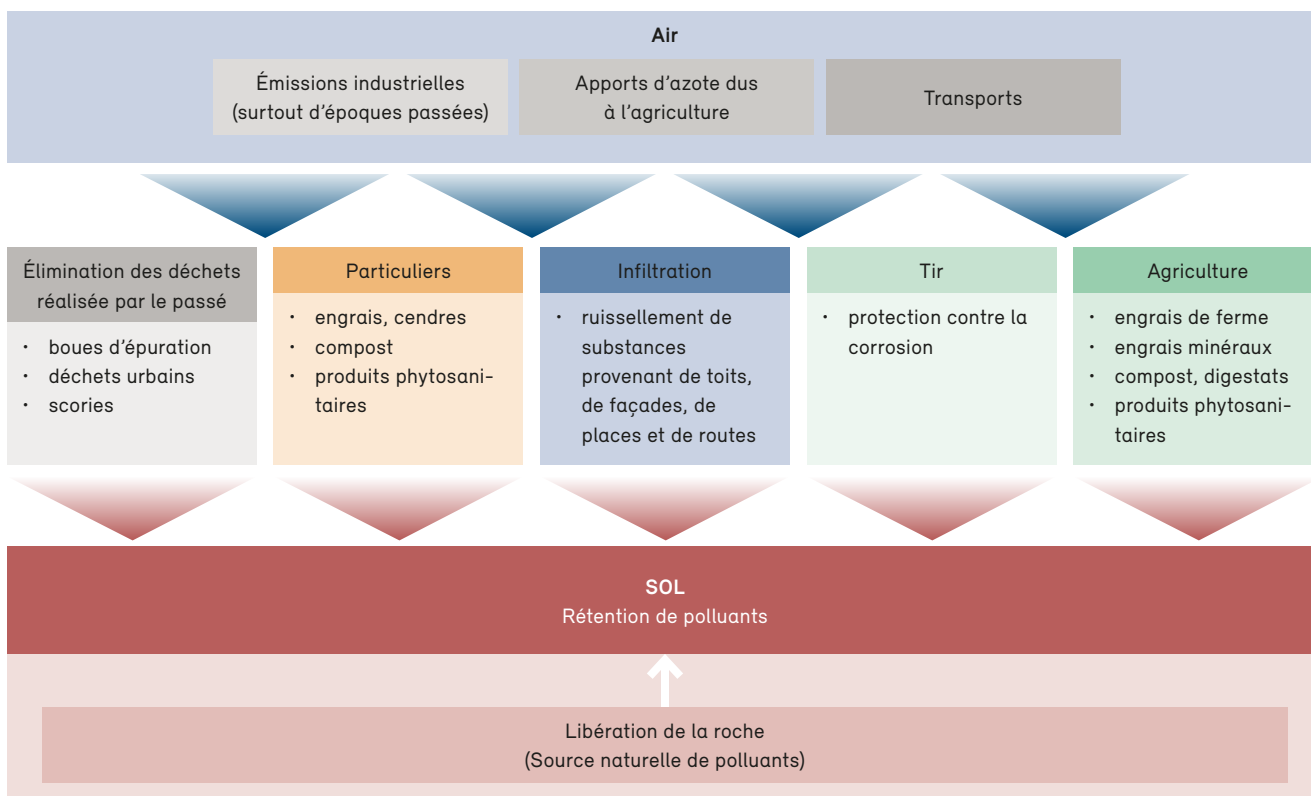 Air
Émissions industrielles
(surtout d'époques passées)
Apports d'azote dus
à l'agriculture
Transports
Élimination des déchets
réalisée par le passé
• boues d'épuration
• déchets urbains
• scories
Particuliers
• engrais, cendres
• compost
• produits phytosani-
taires
Infiltration
• ruissellement de
substances
provenant de toits,
de façades, de
places et de routes
Tir
• protection contre la
corrosion
Agriculture
• engrais de ferme
• engrais minéraux
• compost, digestats
• produits phytosani-
taires
SOL
Rétention de polluants
Libération de la roche
(Source naturelle de polluants)